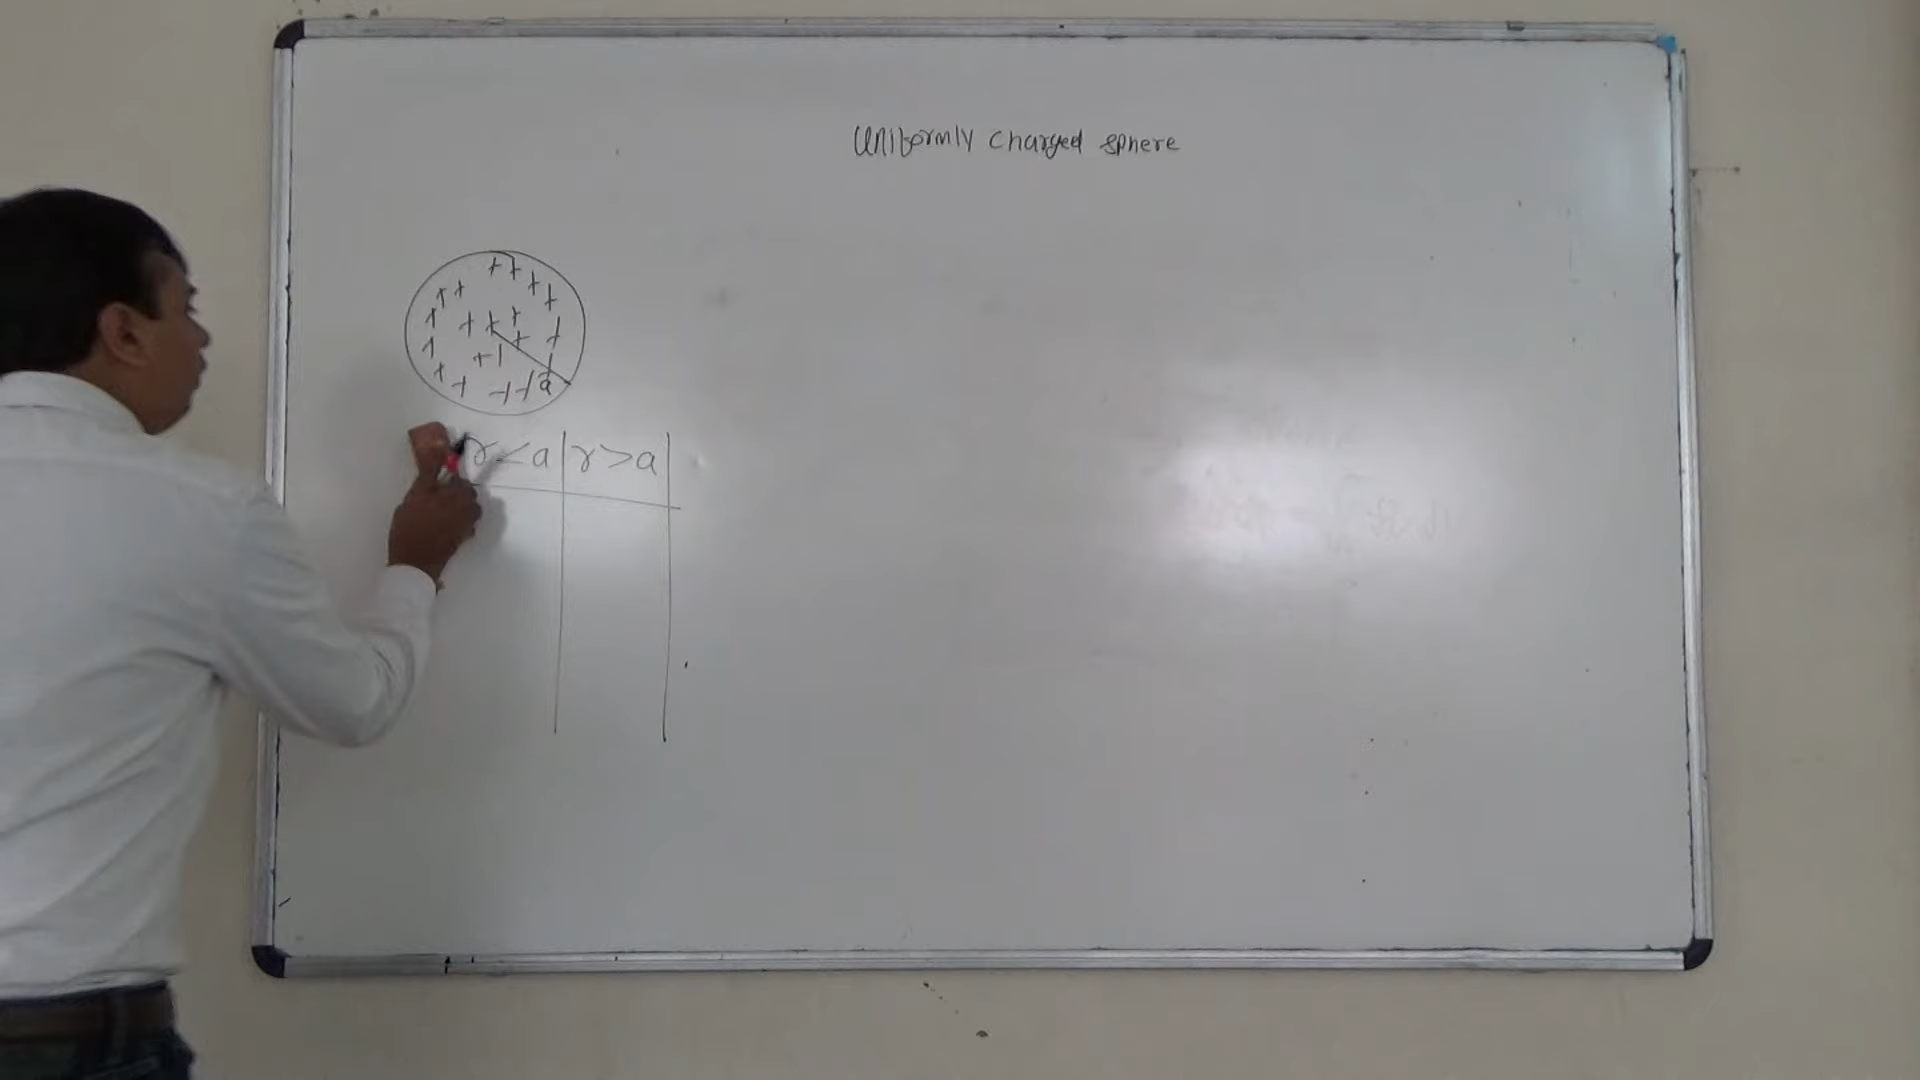 Uniformly charged sphere
+ + + + + + + + + + + + + + + + + + + + + +
a
r < a | r > a |